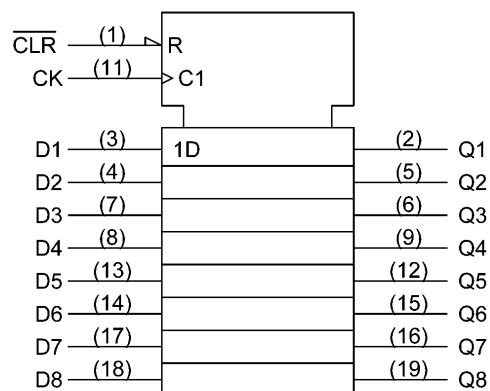 CLR (1) R
CK (11) C1
D1 (3) 1D (2) Q1
D2 (4) (5) Q2
D3 (7) (6) Q3
D4 (8) (9) Q4
D5 (13) (12) Q5
D6 (14) (15) Q6
D7 (17) (16) Q7
D8 (18) (19) Q8